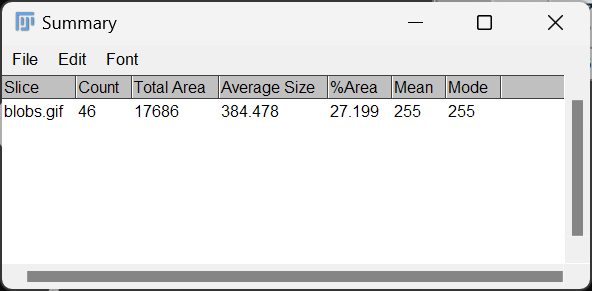 Summary
File Edit Font
Slice Count Total Area Average Size %Area Mean Mode
blobs.gif 46 17686 384.478 27.199 255 255